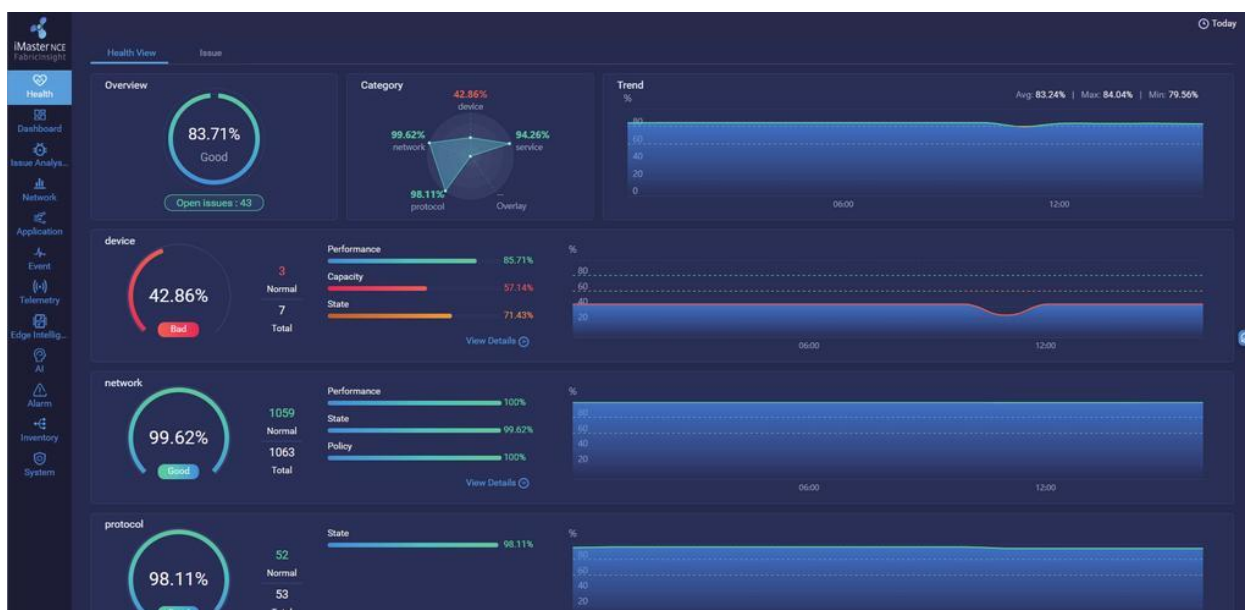 iMaster NCE
FabricInsight
Health
Dashboard
Issue Analys...
Network
Application
Event
Telemetry
Edge Intellig...
AI
Alarm
Inventory
System
Today
Health View
Issue
Overview
83.71%
Good
Open issues : 43
Category
42.86%
device
99.62%
network
94.26%
service
98.11%
protocol
--
Overlay
Trend
%
Avg: 83.24% | Max: 84.04% | Min: 79.56%
80
60
40
20
0
06:00
12:00
device
42.86%
Bad
3
Normal
7
Total
Performance
85.71%
Capacity
57.14%
State
71.43%
View Details
%
80
60
40
20
06:00
12:00
network
99.62%
Good
1059
Normal
1063
Total
Performance
100%
State
99.62%
Policy
100%
View Details
%
80
60
40
20
06:00
12:00
protocol
98.11%
52
Normal
53
State
98.11%
%
80
60
40
20